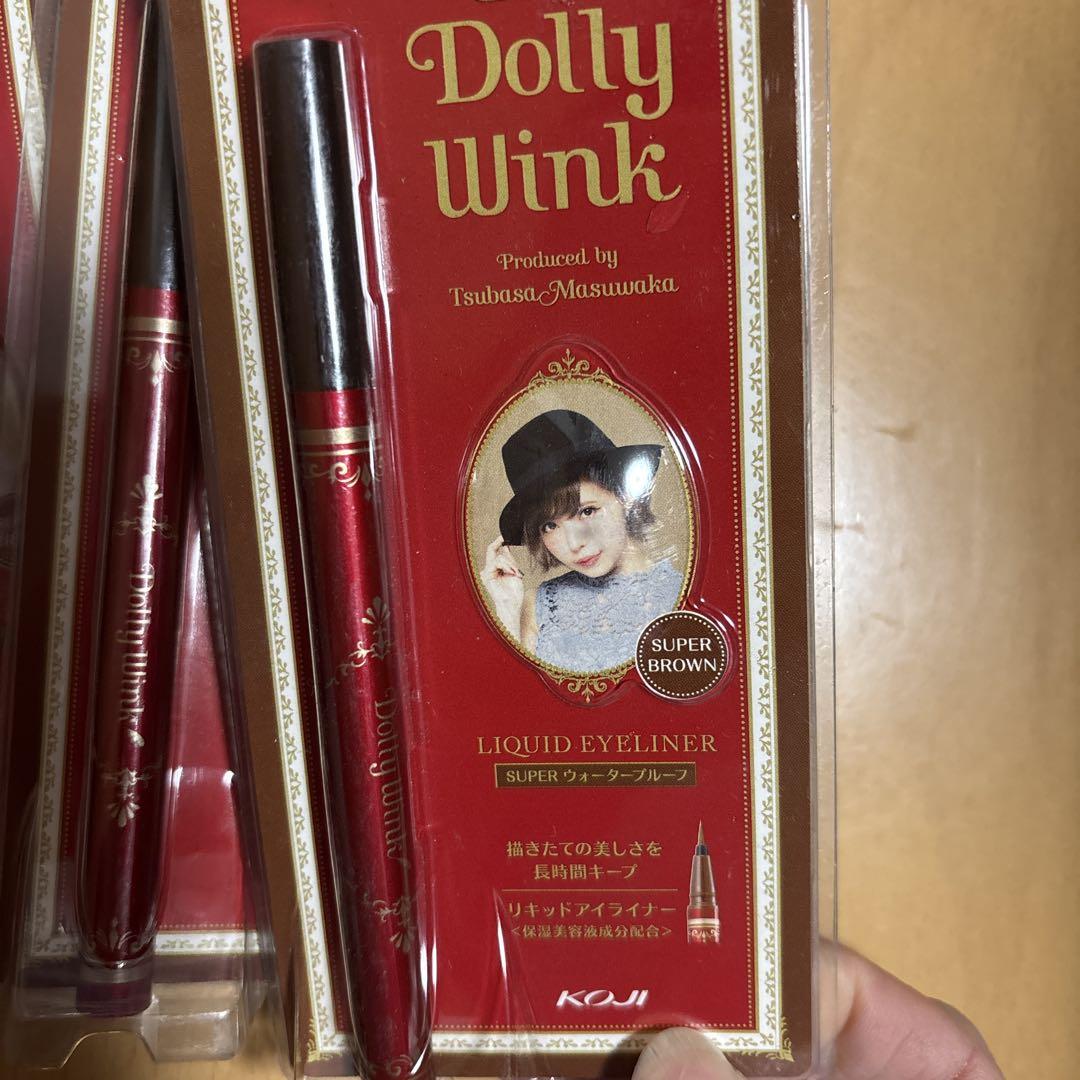 Dolly
Wink
Produced by
Tsubasa Masuwaka
SUPER
BROWN
LIQUID EYELINER
SUPER ウォータープルーフ
描きたての美しさを
長時間キープ
リキッドアイライナー
<保湿美容液成分配合>
KOJI
Dolly Wink
Dolly Wink